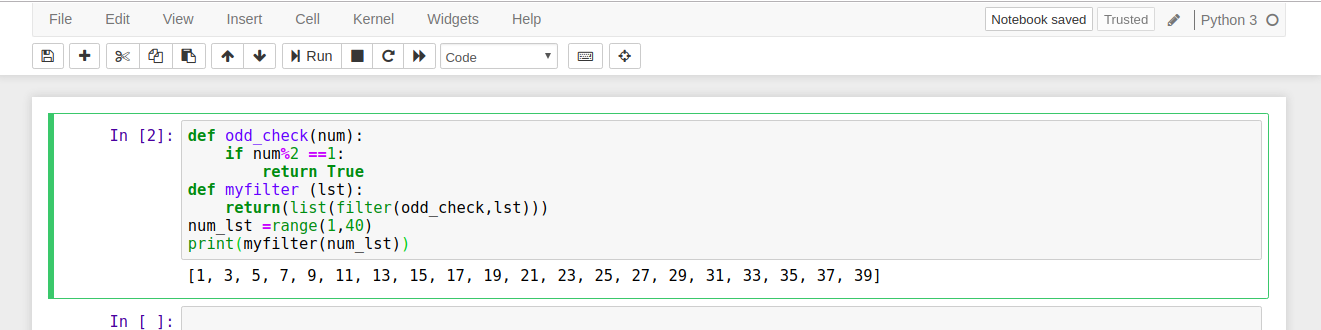 File Edit View Insert Cell Kernel Widgets Help Notebook saved Trusted Python 3
Run Code
In [2]: def odd_check(num):
    if num%2 ==1:
        return True
def myfilter (lst):
    return(list(filter(odd_check,lst)))
num_lst =range(1,40)
print(myfilter(num_lst))
[1, 3, 5, 7, 9, 11, 13, 15, 17, 19, 21, 23, 25, 27, 29, 31, 33, 35, 37, 39]
In [ ]: